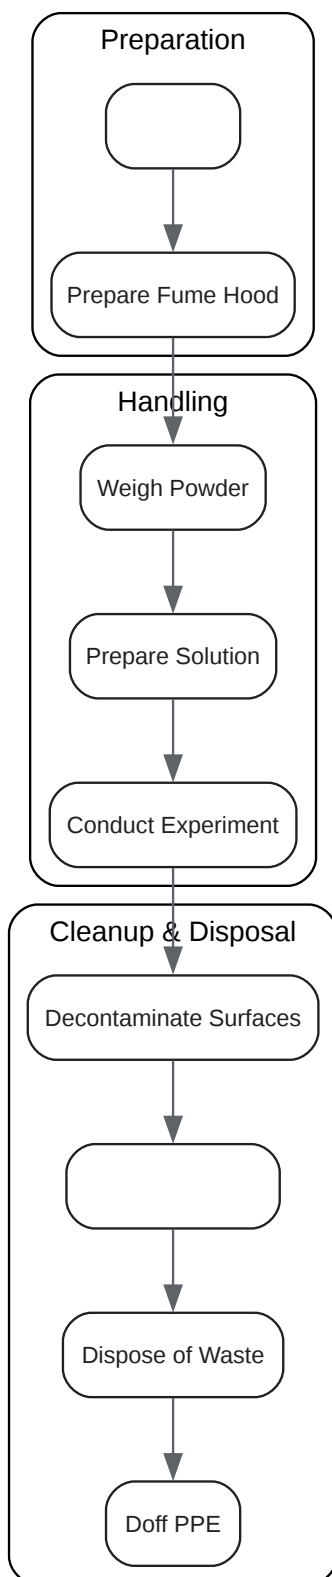 Preparation
Prepare Fume Hood
Handling
Weigh Powder
Prepare Solution
Conduct Experiment
Cleanup & Disposal
Decontaminate Surfaces
Dispose of Waste
Doff PPE